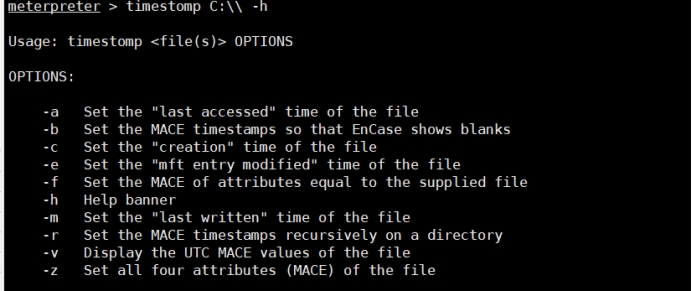 meterpreter > timestomp C:\\ -h
Usage: timestomp <file(s)> OPTIONS
OPTIONS:
-a Set the "last accessed" time of the file
-b Set the MACE timestamps so that EnCase shows blanks
-c Set the "creation" time of the file
-e Set the "mft entry modified" time of the file
-f Set the MACE of attributes equal to the supplied file
-h Help banner
-m Set the "last written" time of the file
-r Set the MACE timestamps recursively on a directory
-v Display the UTC MACE values of the file
-z Set all four attributes (MACE) of the file